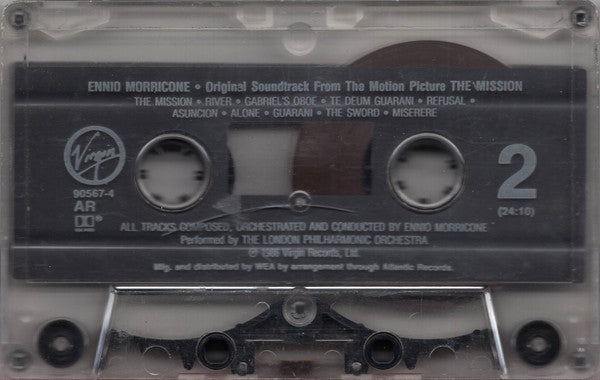 ENNIO MORRICONE • Original Soundtrack From The Motion Picture THE MISSION
THE MISSION • RIVER • GABRIEL'S OBOE • TE DEUM GUARANI • REFUSAL •
ASUNCION • ALONE • GUARANI • THE SWORD • MISERERE
Virgin
90567-4
AR
2
(24:10)
ALL TRACKS COMPOSED, ORCHESTRATED AND CONDUCTED BY ENNIO MORRICONE
Performed by THE LONDON PHILHARMONIC ORCHESTRA
℗ 1986 Virgin Records, Ltd.
Mfg. and distributed by WEA by arrangement through Atlantic Records.